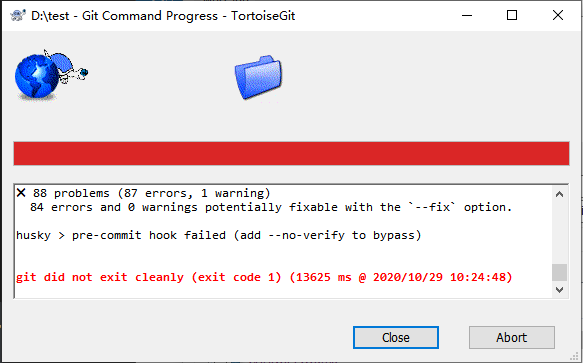 D:\test - Git Command Progress - TortoiseGit
✕ 88 problems (87 errors, 1 warning)
84 errors and 0 warnings potentially fixable with the `--fix` option.
husky > pre-commit hook failed (add --no-verify to bypass)
git did not exit cleanly (exit code 1) (13625 ms @ 2020/10/29 10:24:48)
Close
Abort